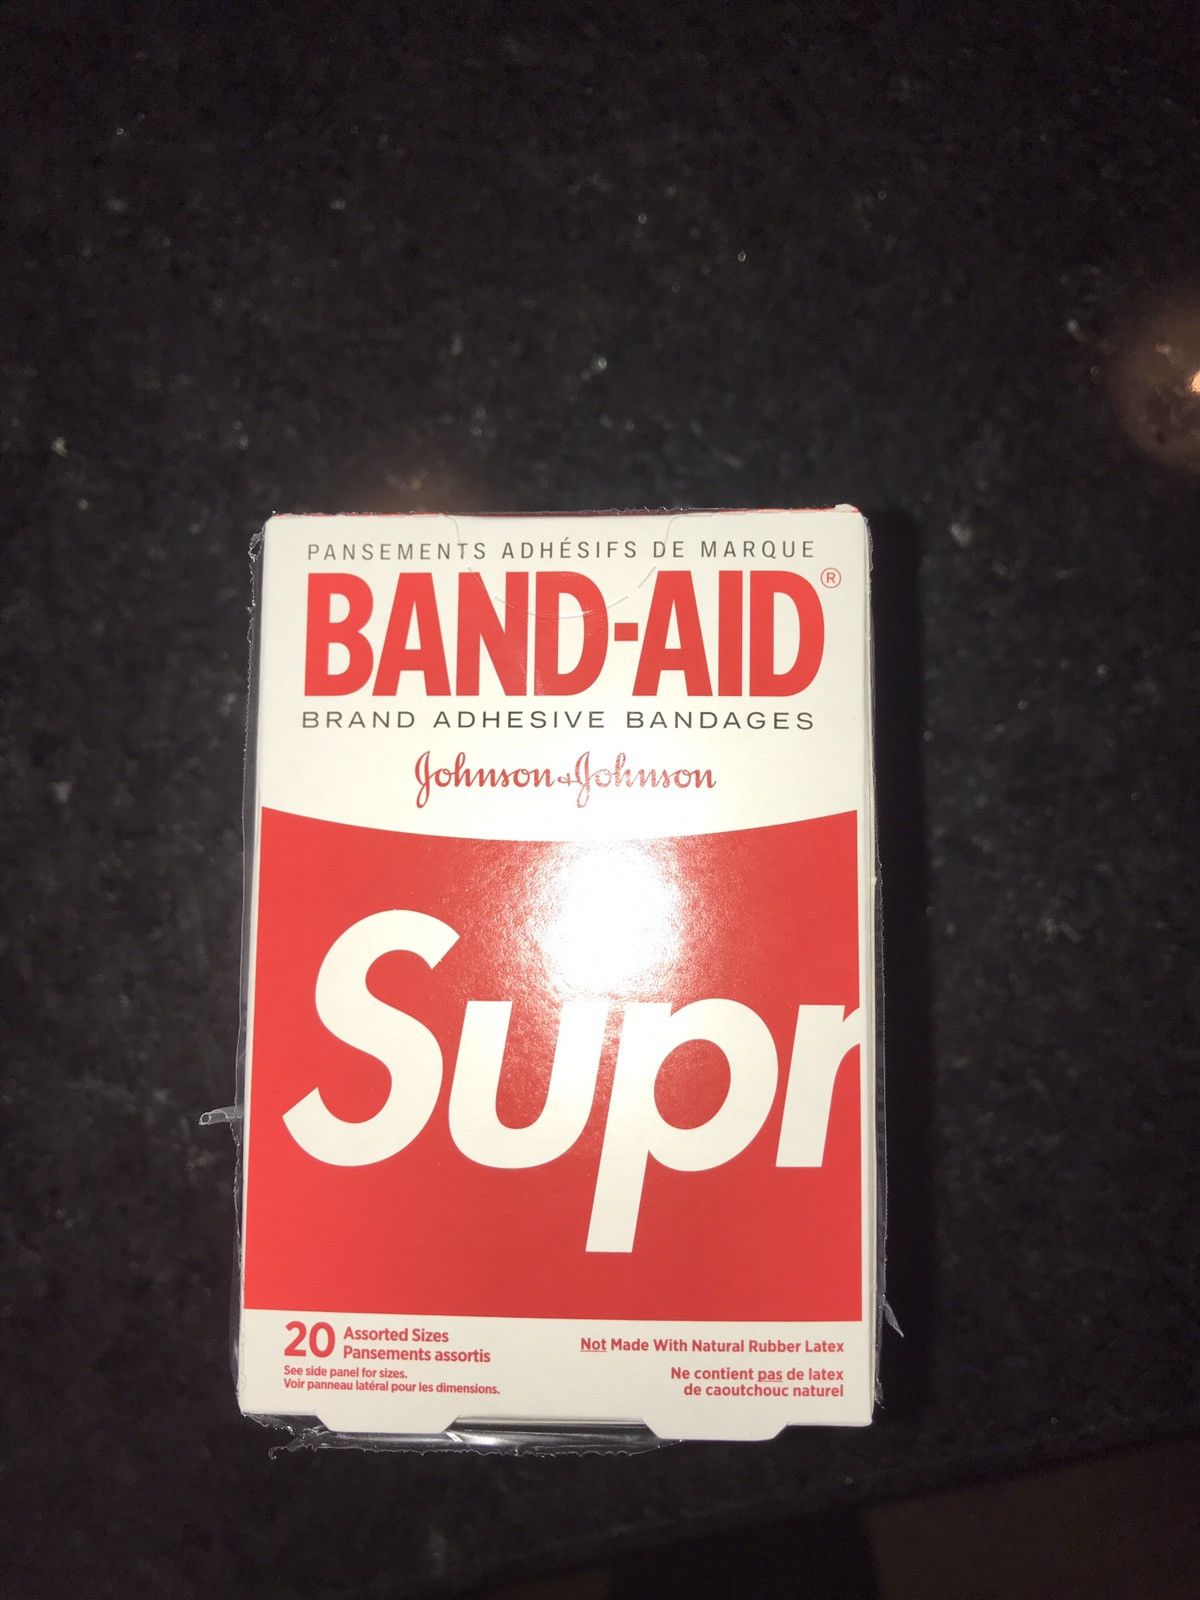 PANSEMENTS ADHÉSIFS DE MARQUE
BAND-AID®
BRAND ADHESIVE BANDAGES
Johnson+Johnson
Supr
20 Assorted Sizes
Pansements assortis
See side panel for sizes.
Voir panneau latéral pour les dimensions.
Not Made With Natural Rubber Latex
Ne contient pas de latex
de caoutchouc naturel